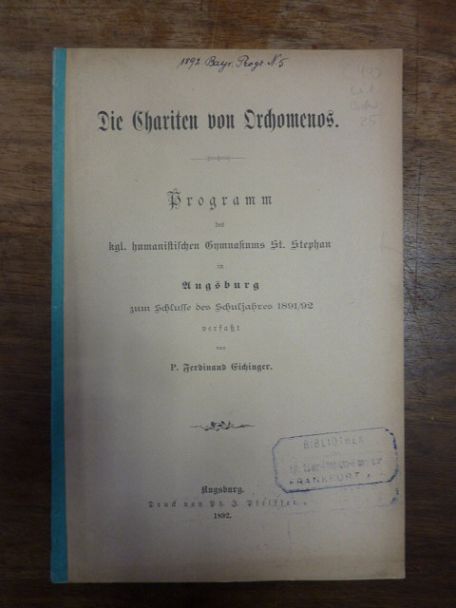 1892 Bayr. Progr. N. 5
Die Chariten von Orchomenos.
Programm
des
kgl. humanistischen Gymnasiums St. Stephan
in
Augsburg
zum Schlusse des Schuljahres 1891/92
verfaßt
von
P. Ferdinand Eichinger.
BIBLIOTHEK
FRANKFURT
Augsburg.
Druck von Ph. J. Pfeiffer.
1892.